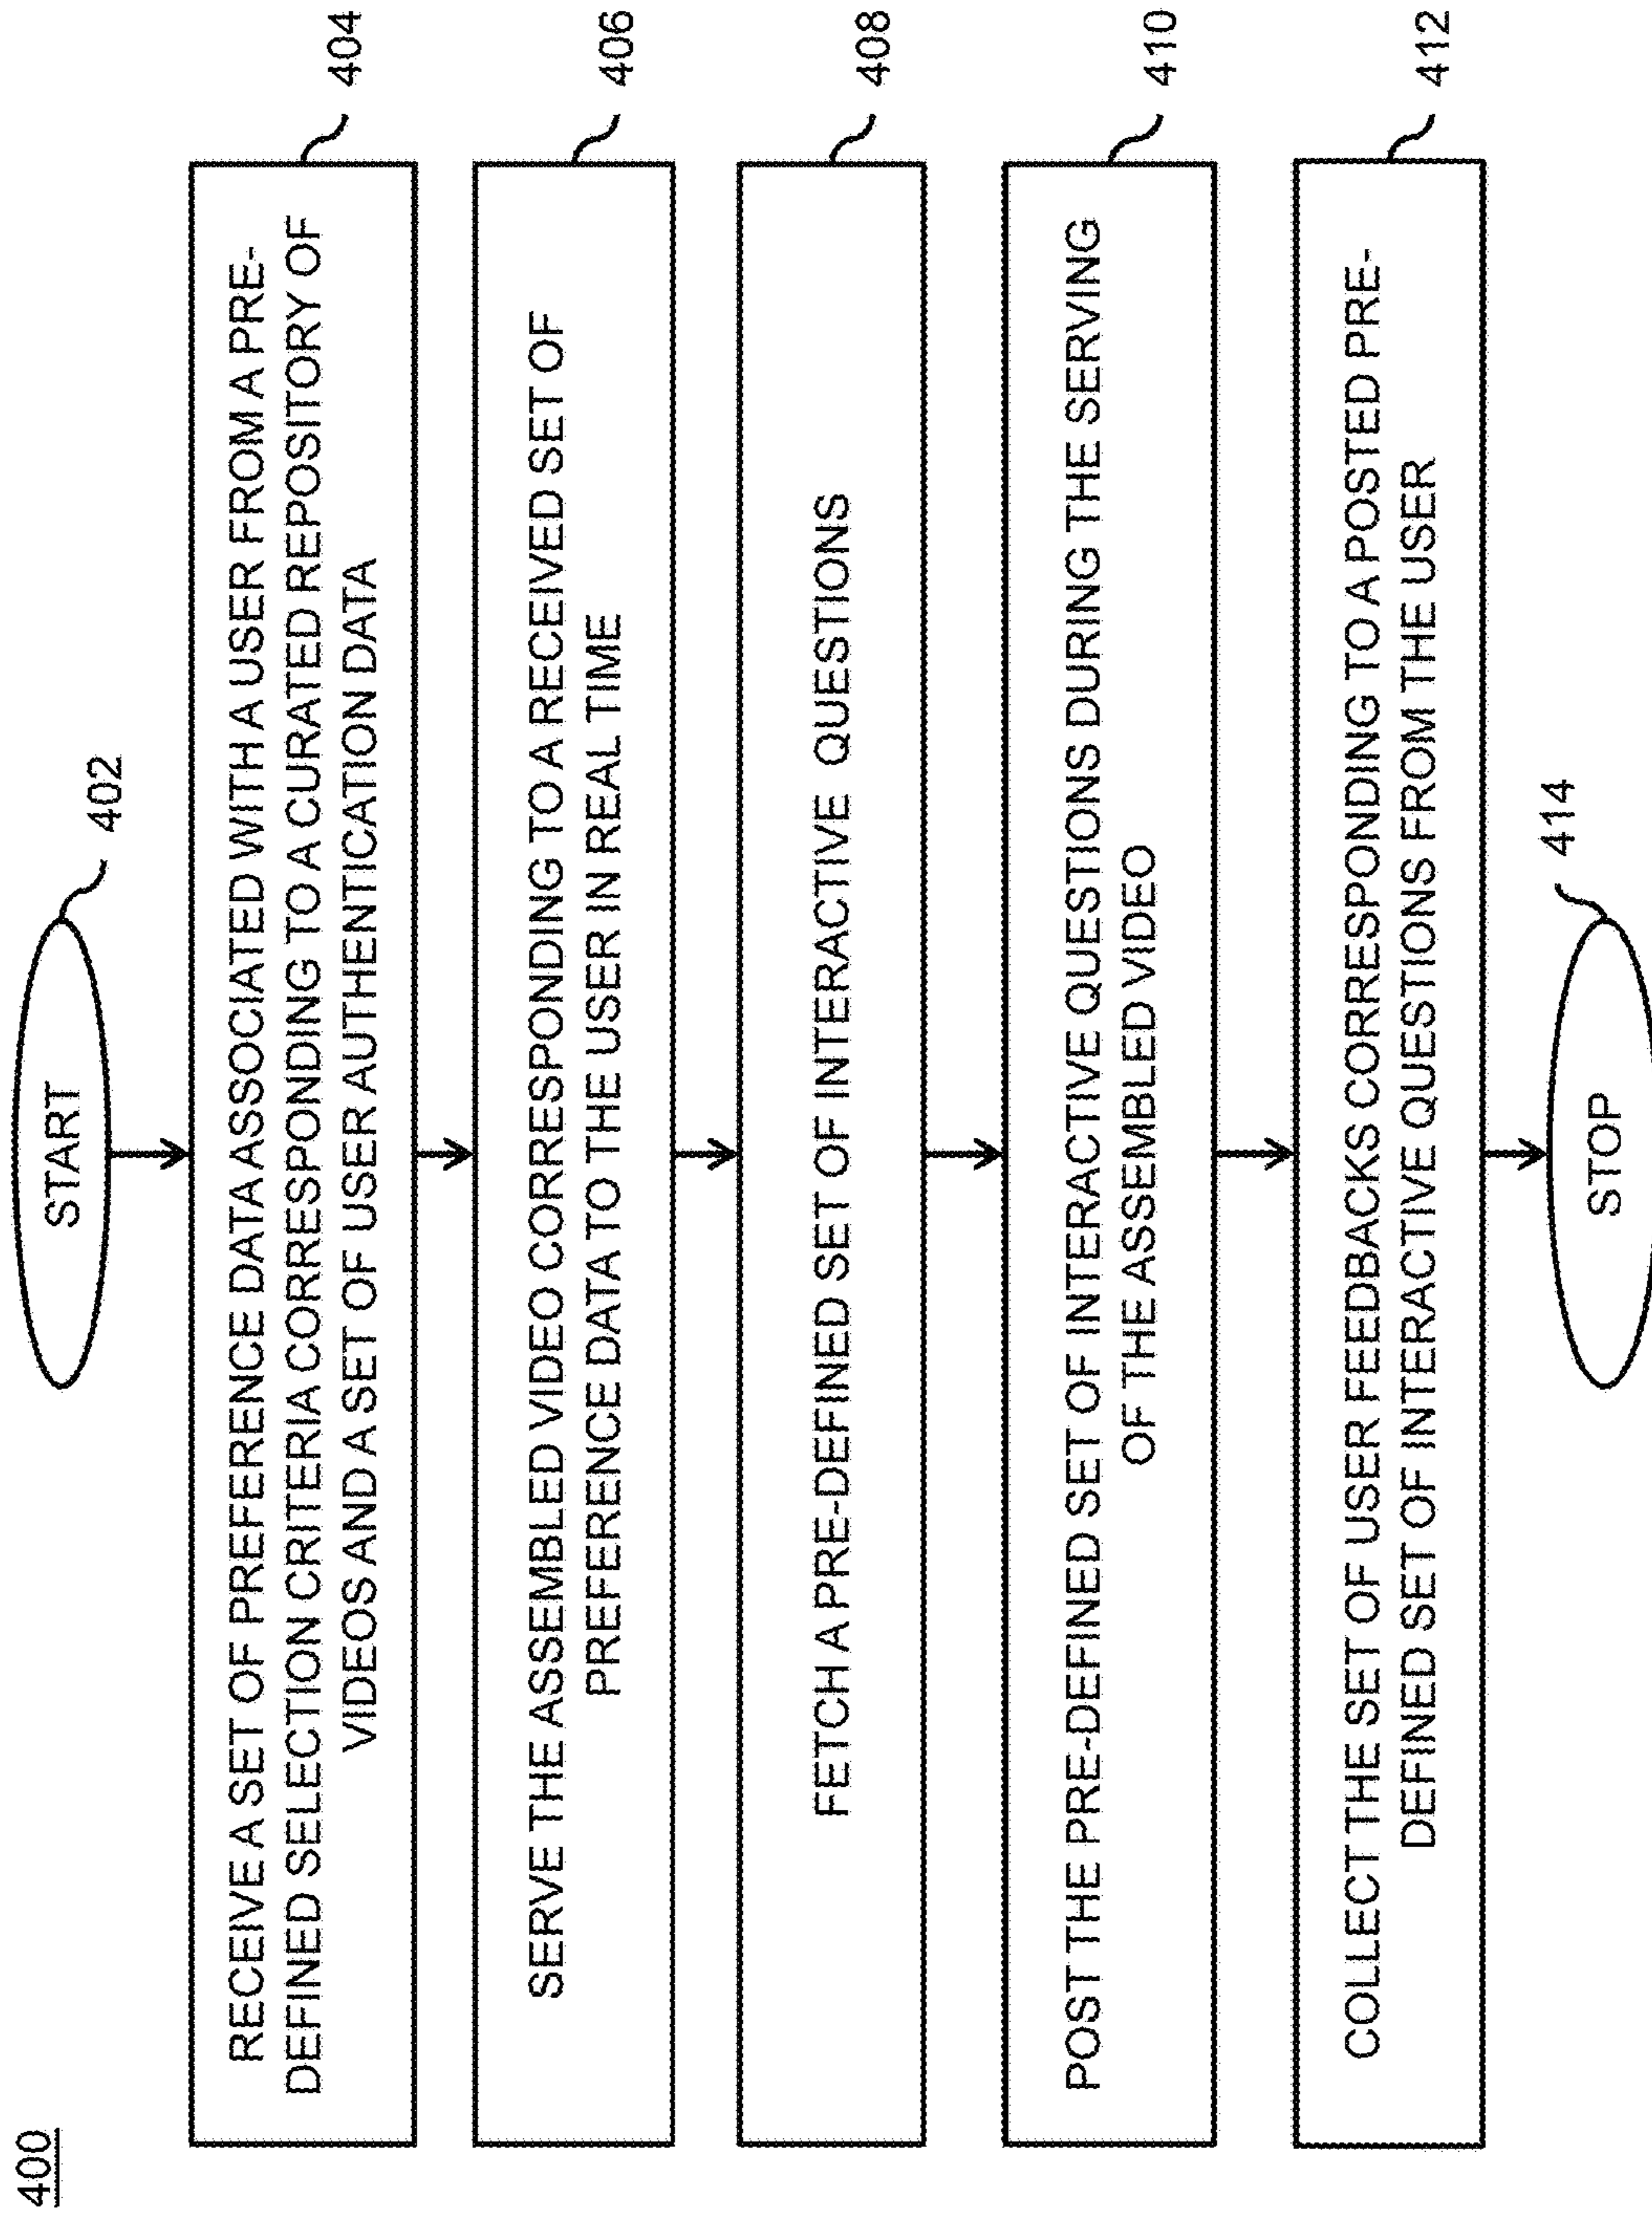 400
START
402
RECEIVE A SET OF PREFERENCE DATA ASSOCIATED WITH A USER FROM A PRE-
DEFINED SELECTION CRITERIA CORRESPONDING TO A CURATED REPOSITORY OF
VIDEOS AND A SET OF USER AUTHENTICATION DATA
404
SERVE THE ASSEMBLED VIDEO CORRESPONDING TO A RECEIVED SET OF
PREFERENCE DATA TO THE USER IN REAL TIME
406
FETCH A PRE-DEFINED SET OF INTERACTIVE QUESTIONS
408
POST THE PRE-DEFINED SET OF INTERACTIVE QUESTIONS DURING THE SERVING
OF THE ASSEMBLED VIDEO
410
COLLECT THE SET OF USER FEEDBACKS CORRESPONDING TO A POSTED PRE-
DEFINED SET OF INTERACTIVE QUESTIONS FROM THE USER
412
STOP
414